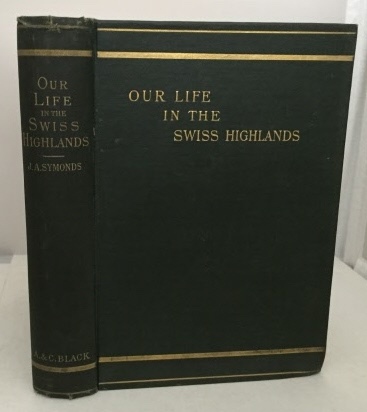 OUR
LIFE
IN THE
SWISS
HIGHLANDS
J.A.SYMONDS
A.&C.BLACK
OUR LIFE
IN THE
SWISS HIGHLANDS